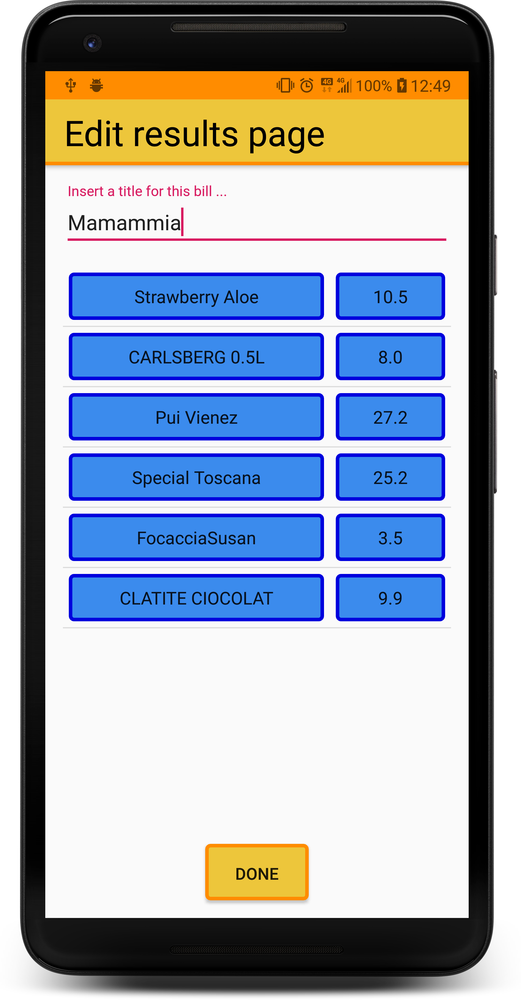 4G 4G 100% 12:49
Edit results page
Insert a title for this bill ...
Mamammia
Strawberry Aloe 10.5
CARLSBERG 0.5L 8.0
Pui Vienez 27.2
Special Toscana 25.2
FocacciaSusan 3.5
CLATITE CIOCOLAT 9.9
DONE